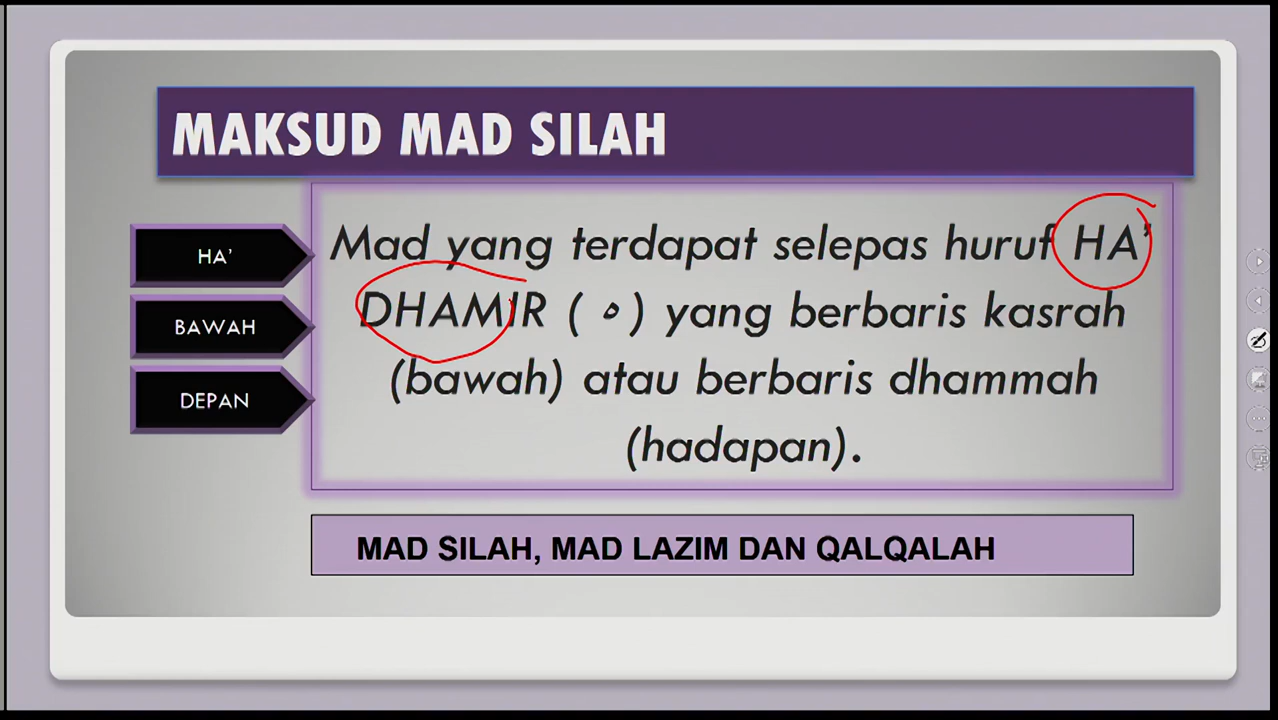 MAKSUD MAD SILAH
HA'
BAWAH
DEPAN
Mad yang terdapat selepas huruf HA'
DHAMIR ( ه ) yang berbaris kasrah
(bawah) atau berbaris dhammah
(hadapan).
MAD SILAH, MAD LAZIM DAN QALQALAH